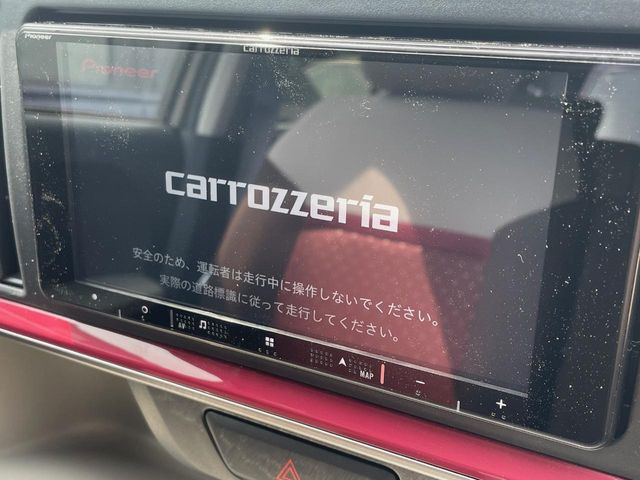 Pioneer
carrozzeria
Pioneer
carrozzeria
安全のため、運転者は走行中に操作しないでください。
実際の道路標識に従って走行してください。
AV
MAP
−
+